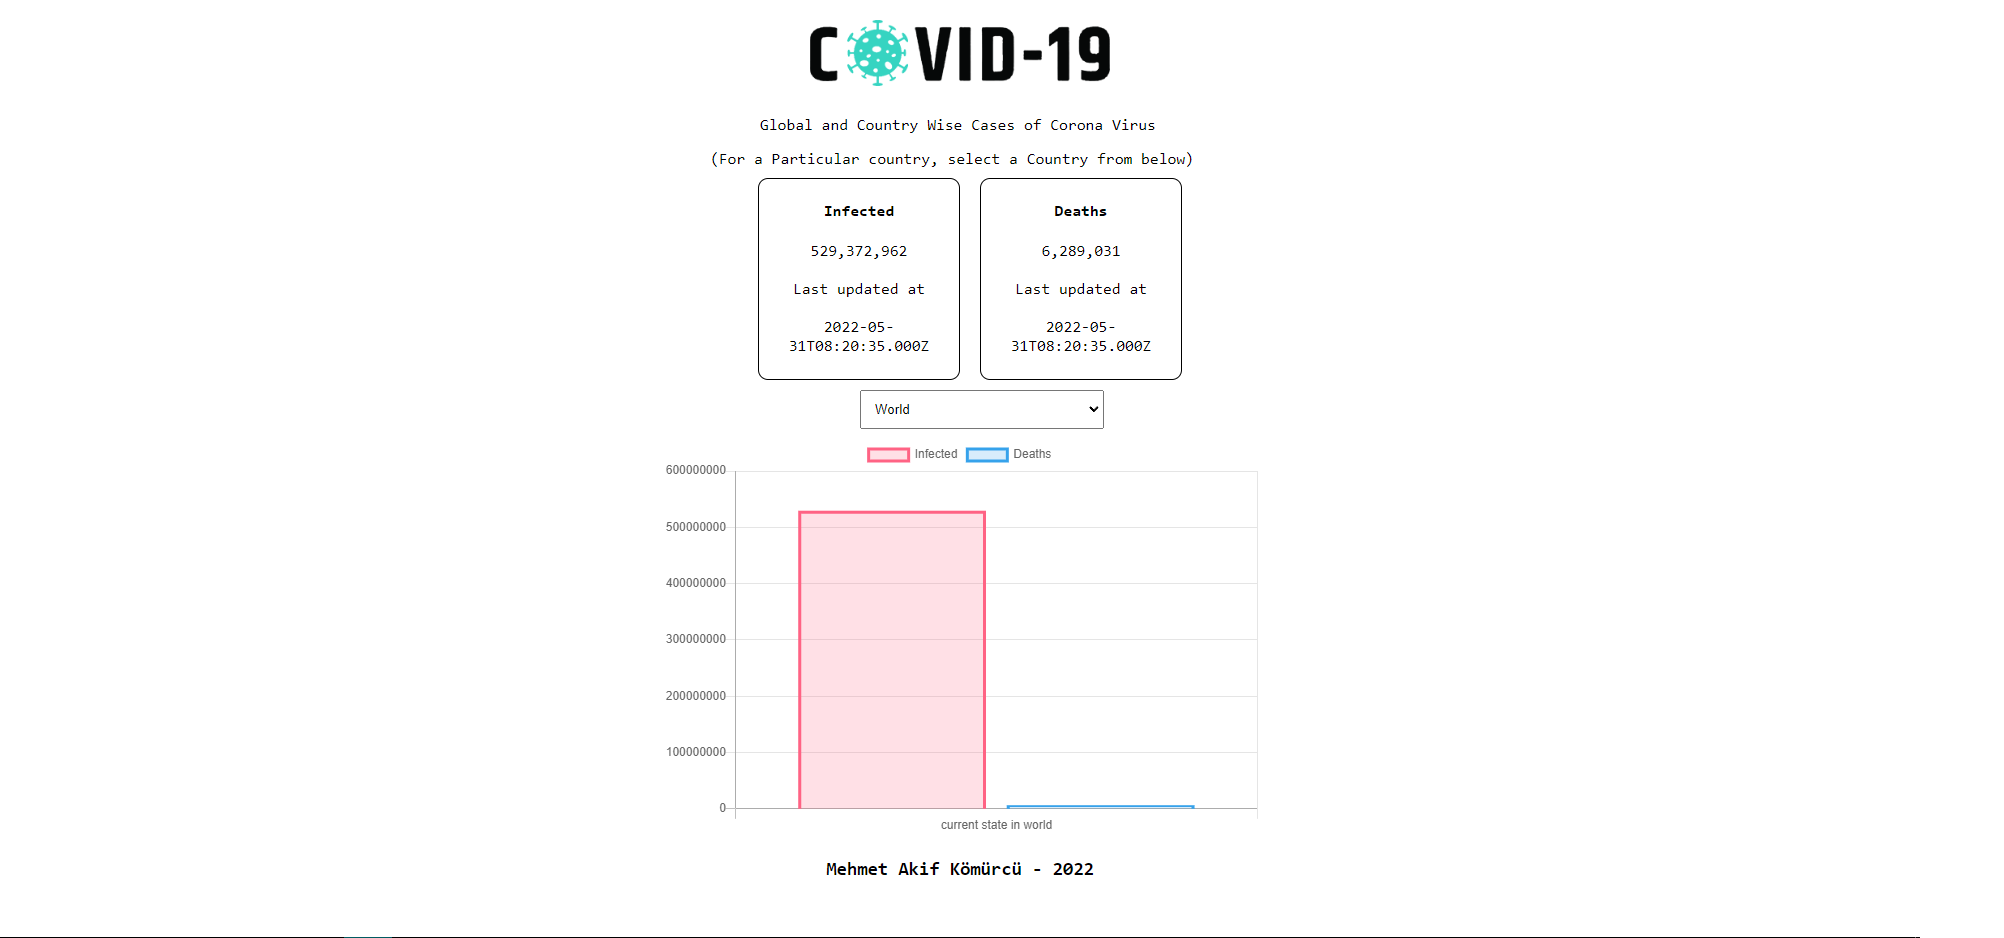 COVID-19
Global and Country Wise Cases of Corona Virus
(For a Particular country, select a Country from below)
Infected
529,372,962
Last updated at
2022-05-
31T08:20:35.000Z
Deaths
6,289,031
Last updated at
2022-05-
31T08:20:35.000Z
World
Infected Deaths
600000000
500000000
400000000
300000000
200000000
100000000
0
current state in world
Mehmet Akif Kömürcü - 2022